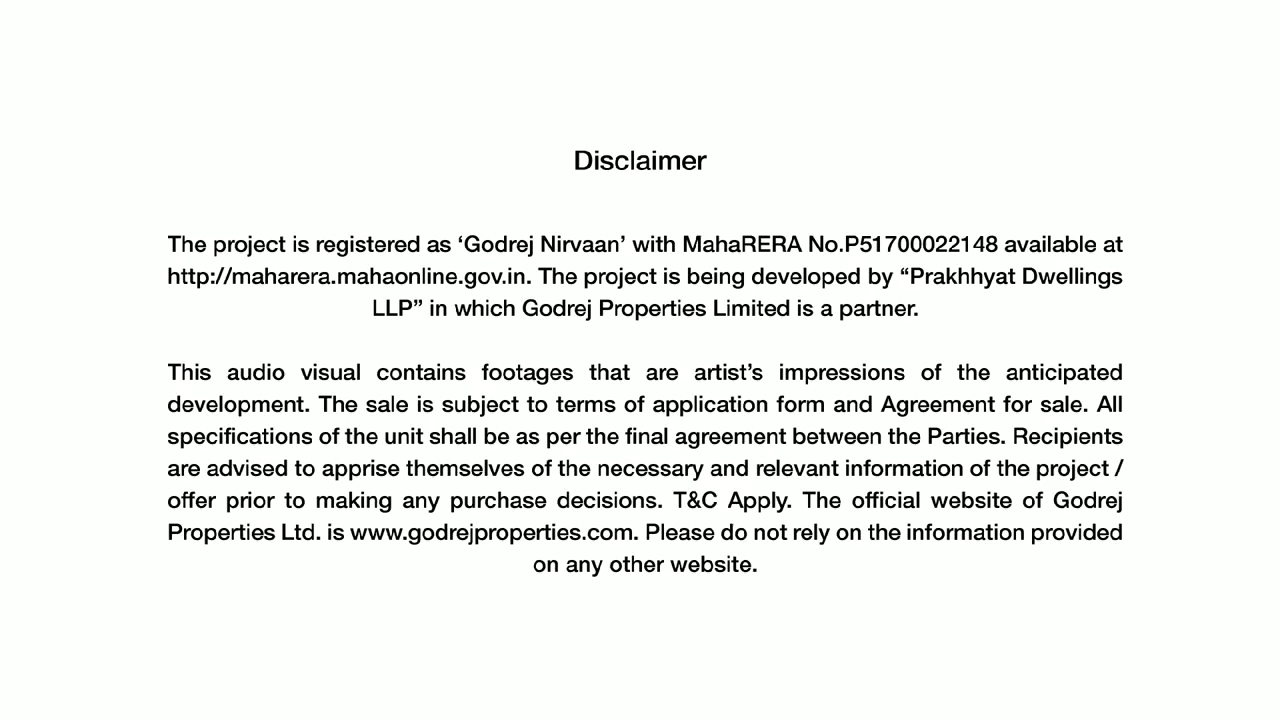 Disclaimer
The project is registered as ‘Godrej Nirvaan’ with MahaRERA No.P51700022148 available at
http://maharera.mahaonline.gov.in. The project is being developed by “Prakhhyat Dwellings
LLP” in which Godrej Properties Limited is a partner.
This audio visual contains footages that are artist’s impressions of the anticipated
development. The sale is subject to terms of application form and Agreement for sale. All
specifications of the unit shall be as per the final agreement between the Parties. Recipients
are advised to apprise themselves of the necessary and relevant information of the project /
offer prior to making any purchase decisions. T&C Apply. The official website of Godrej
Properties Ltd. is www.godrejproperties.com. Please do not rely on the information provided
on any other website.